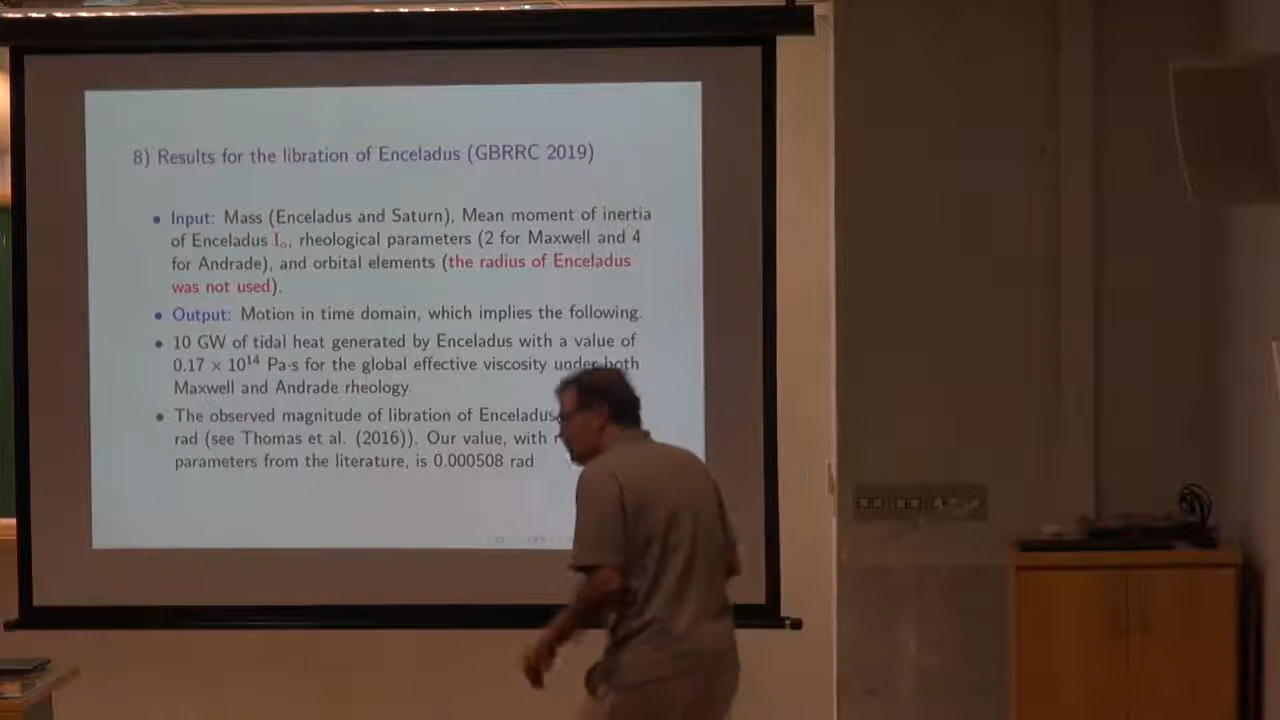 8) Results for the libration of Enceladus (GBRRC 2019)
• Input: Mass (Enceladus and Saturn), Mean moment of inertia
of Enceladus I₀, rheological parameters (2 for Maxwell and 4
for Andrade), and orbital elements (the radius of Enceladus
was not used).
• Output: Motion in time domain, which implies the following.
• 10 GW of tidal heat generated by Enceladus with a value of
0.17 × 10¹⁴ Pa·s for the global effective viscosity under both
Maxwell and Andrade rheology.
• The observed magnitude of libration of Enceladus
rad (see Thomas et al. (2016)). Our value, with
parameters from the literature, is 0.000508 rad